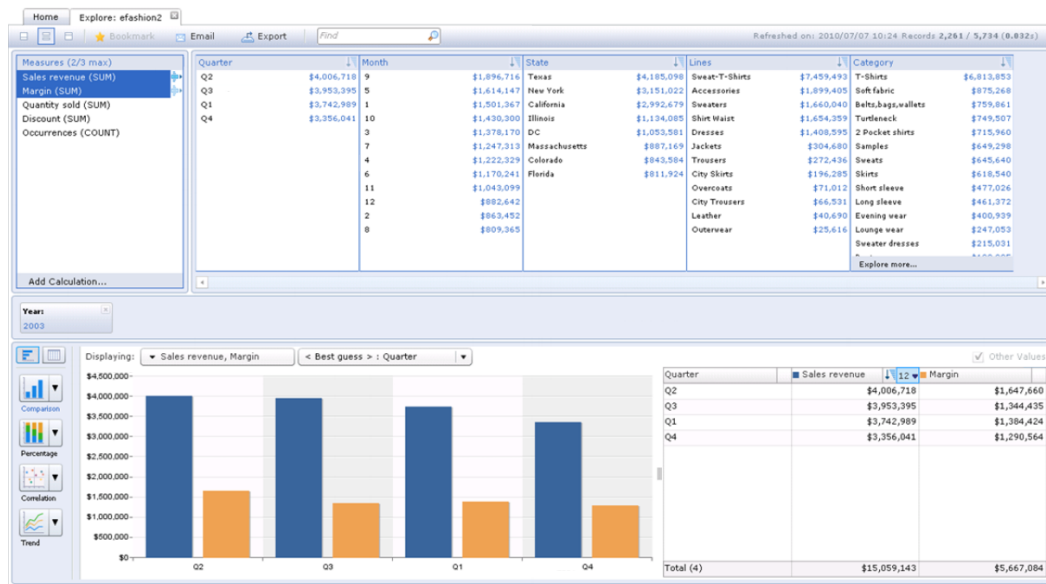 Home
Explore: efashion2
Bookmark
Email
Export
Find
Refreshed on: 2010/07/07 10:24 Records 2,261 / 5,734 (0.032s)
Measures (2/3 max)
Sales revenue (SUM)
Margin (SUM)
Quantity sold (SUM)
Discount (SUM)
Occurrences (COUNT)
Add Calculation...
Quarter
Q2 $4,006,718
Q3 $3,953,395
Q1 $3,742,989
Q4 $3,356,041
Month
9 $1,896,716
5 $1,614,147
1 $1,501,367
10 $1,430,300
3 $1,378,170
7 $1,247,313
4 $1,222,329
6 $1,170,241
11 $1,043,099
12 $882,642
2 $863,452
8 $809,365
State
Texas $4,185,098
New York $3,151,022
California $2,992,679
Illinois $1,134,085
DC $1,053,581
Massachusetts $887,169
Colorado $843,584
Florida $811,924
Lines
Sweat-T-Shirts $7,459,493
Accessories $1,899,405
Sweaters $1,660,040
Shirt Waist $1,654,359
Dresses $1,408,595
Jackets $304,680
Trousers $272,436
City Skirts $196,285
Overcoats $71,012
City Trousers $66,531
Leather $40,690
Outerwear $25,616
Category
T-Shirts $6,813,853
Soft fabric $875,268
Belts,bags,wallets $759,861
Turtleneck $749,507
2 Pocket shirts $715,960
Samples $649,298
Sweats $645,640
Skirts $618,540
Short sleeve $477,026
Long sleeve $461,372
Evening wear $400,939
Lounge wear $247,053
Sweater dresses $215,031
Explore more...
Year:
2003
Displaying:
Sales revenue, Margin
< Best guess > : Quarter
Other Values
Comparison
Percentage
Correlation
Trend
$4,500,000
$4,000,000
$3,500,000
$3,000,000
$2,500,000
$2,000,000
$1,500,000
$1,000,000
$500,000
$0
Q2 Q3 Q1 Q4
Quarter Sales revenue 12 Margin
Q2 $4,006,718 $1,647,660
Q3 $3,953,395 $1,344,435
Q1 $3,742,989 $1,384,424
Q4 $3,356,041 $1,290,564
Total (4) $15,059,143 $5,667,084